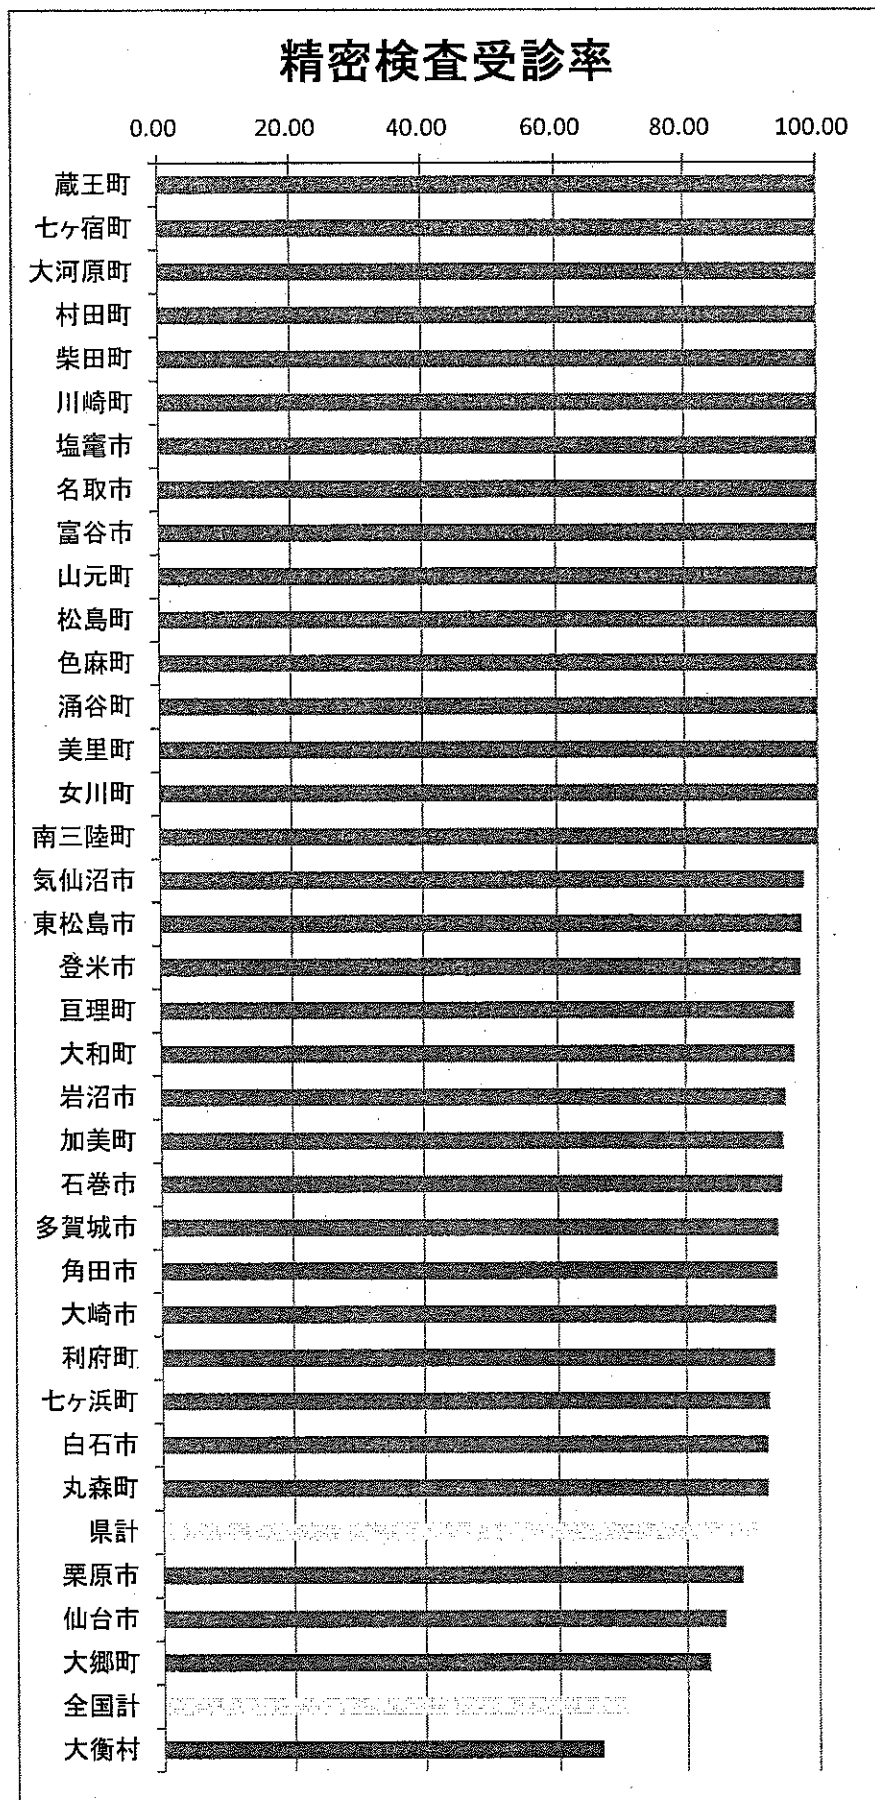 精密検査受診率
0.00 20.00 40.00 60.00 80.00 100.00
蔵王町
七ヶ宿町
大河原町
村田町
柴田町
川崎町
塩竈市
名取市
富谷市
山元町
松島町
色麻町
涌谷町
美里町
女川町
南三陸町
気仙沼市
東松島市
登米市
亘理町
大和町
岩沼市
加美町
石巻市
多賀城市
角田市
大崎市
利府町
七ヶ浜町
白石市
丸森町
県計
栗原市
仙台市
大郷町
全国計
大衡村